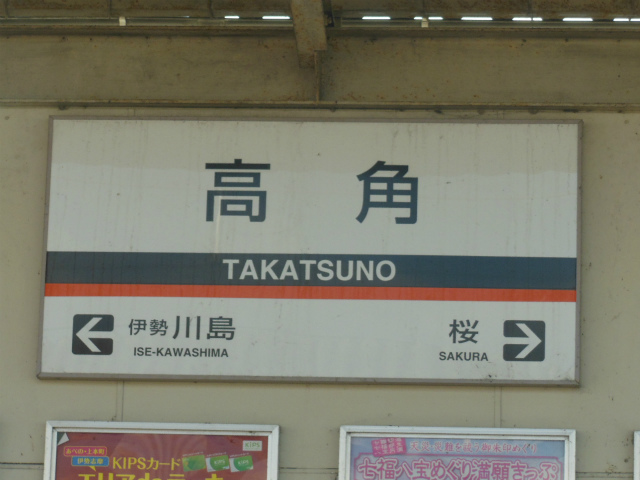 高角
TAKATSUNO
伊勢川島
ISE-KAWASHIMA
桜
SAKURA
KIPS
KIPSカード
七福八宝めぐり満願きっぷ